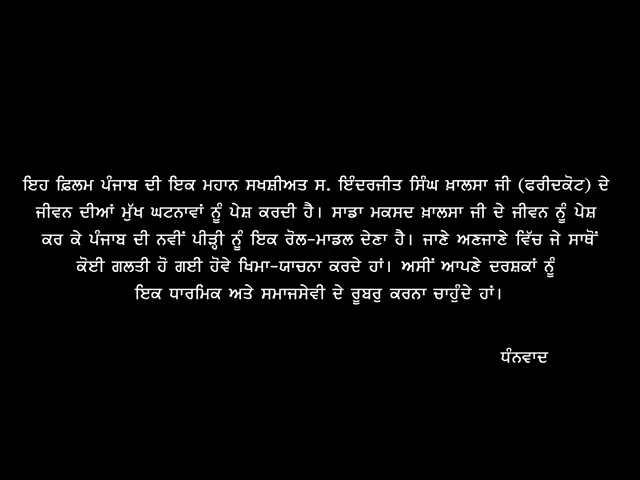 ਇਹ ਫ਼ਿਲਮ ਪੰਜਾਬ ਦੀ ਇਕ ਮਹਾਨ ਸਖਸ਼ੀਅਤ ਸ. ਇੰਦਰਜੀਤ ਸਿੰਘ ਖ਼ਾਲਸਾ ਜੀ (ਫਰੀਦਕੋਟ) ਦੇ
ਜੀਵਨ ਦੀਆਂ ਮੁੱਖ ਘਟਨਾਵਾਂ ਨੂੰ ਪੇਸ਼ ਕਰਦੀ ਹੈ। ਸਾਡਾ ਮਕਸਦ ਖ਼ਾਲਸਾ ਜੀ ਦੇ ਜੀਵਨ ਨੂੰ ਪੇਸ਼
ਕਰ ਕੇ ਪੰਜਾਬ ਦੀ ਨਵੀਂ ਪੀੜ੍ਹੀ ਨੂੰ ਇਕ ਰੋਲ-ਮਾਡਲ ਦੇਣਾ ਹੈ। ਜਾਣੇ ਅਣਜਾਣੇ ਵਿੱਚ ਜੇ ਸਾਥੋਂ
ਕੋਈ ਗਲਤੀ ਹੋ ਗਈ ਹੋਵੇ ਖਿਮਾ-ਯਾਚਨਾ ਕਰਦੇ ਹਾਂ। ਅਸੀਂ ਆਪਣੇ ਦਰਸ਼ਕਾਂ ਨੂੰ
ਇਕ ਧਾਰਮਿਕ ਅਤੇ ਸਮਾਜਸੇਵੀ ਦੇ ਰੂਬਰੁ ਕਰਨਾ ਚਾਹੁੰਦੇ ਹਾਂ।
ਧੰਨਵਾਦ